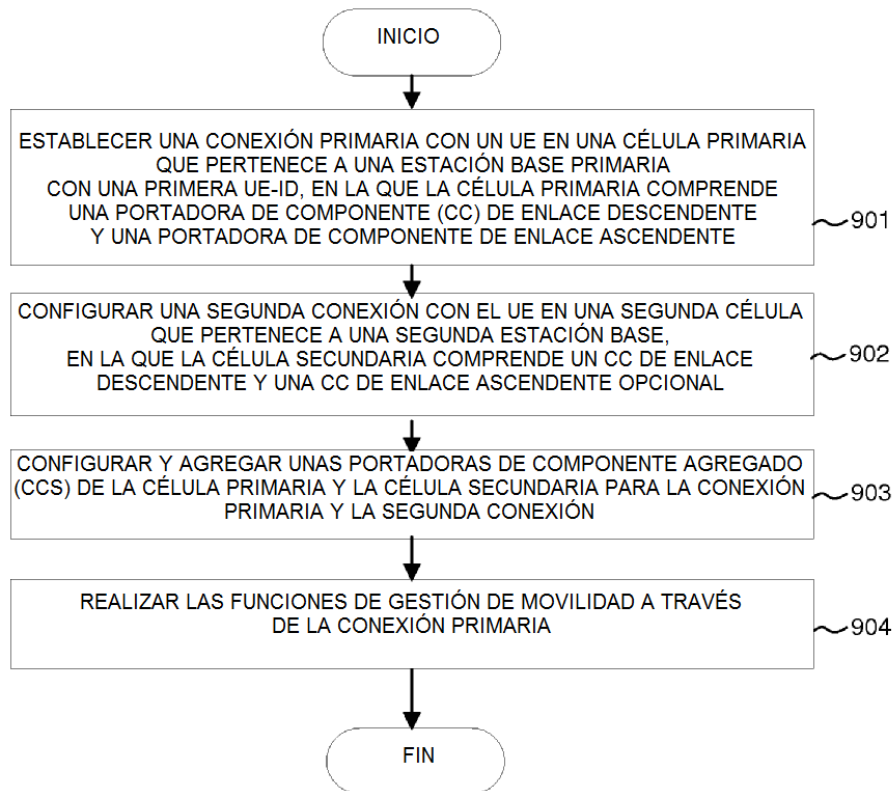 INICIO
ESTABLECER UNA CONEXIÓN PRIMARIA CON UN UE EN UNA CÉLULA PRIMARIA
QUE PERTENECE A UNA ESTACIÓN BASE PRIMARIA
CON UNA PRIMERA UE-ID, EN LA QUE LA CÉLULA PRIMARIA COMPRENDE
UNA PORTADORA DE COMPONENTE (CC) DE ENLACE DESCENDENTE
Y UNA PORTADORA DE COMPONENTE DE ENLACE ASCENDENTE
901
CONFIGURAR UNA SEGUNDA CONEXIÓN CON EL UE EN UNA SEGUNDA CÉLULA
QUE PERTENECE A UNA SEGUNDA ESTACIÓN BASE,
EN LA QUE LA CÉLULA SECUNDARIA COMPRENDE UN CC DE ENLACE
DESCENDENTE Y UNA CC DE ENLACE ASCENDENTE OPCIONAL
902
CONFIGURAR Y AGREGAR UNAS PORTADORAS DE COMPONENTE AGREGADO
(CCS) DE LA CÉLULA PRIMARIA Y LA CÉLULA SECUNDARIA PARA LA CONEXIÓN
PRIMARIA Y LA SEGUNDA CONEXIÓN
903
REALIZAR LAS FUNCIONES DE GESTIÓN DE MOVILIDAD A TRAVÉS
DE LA CONEXIÓN PRIMARIA
904
FIN